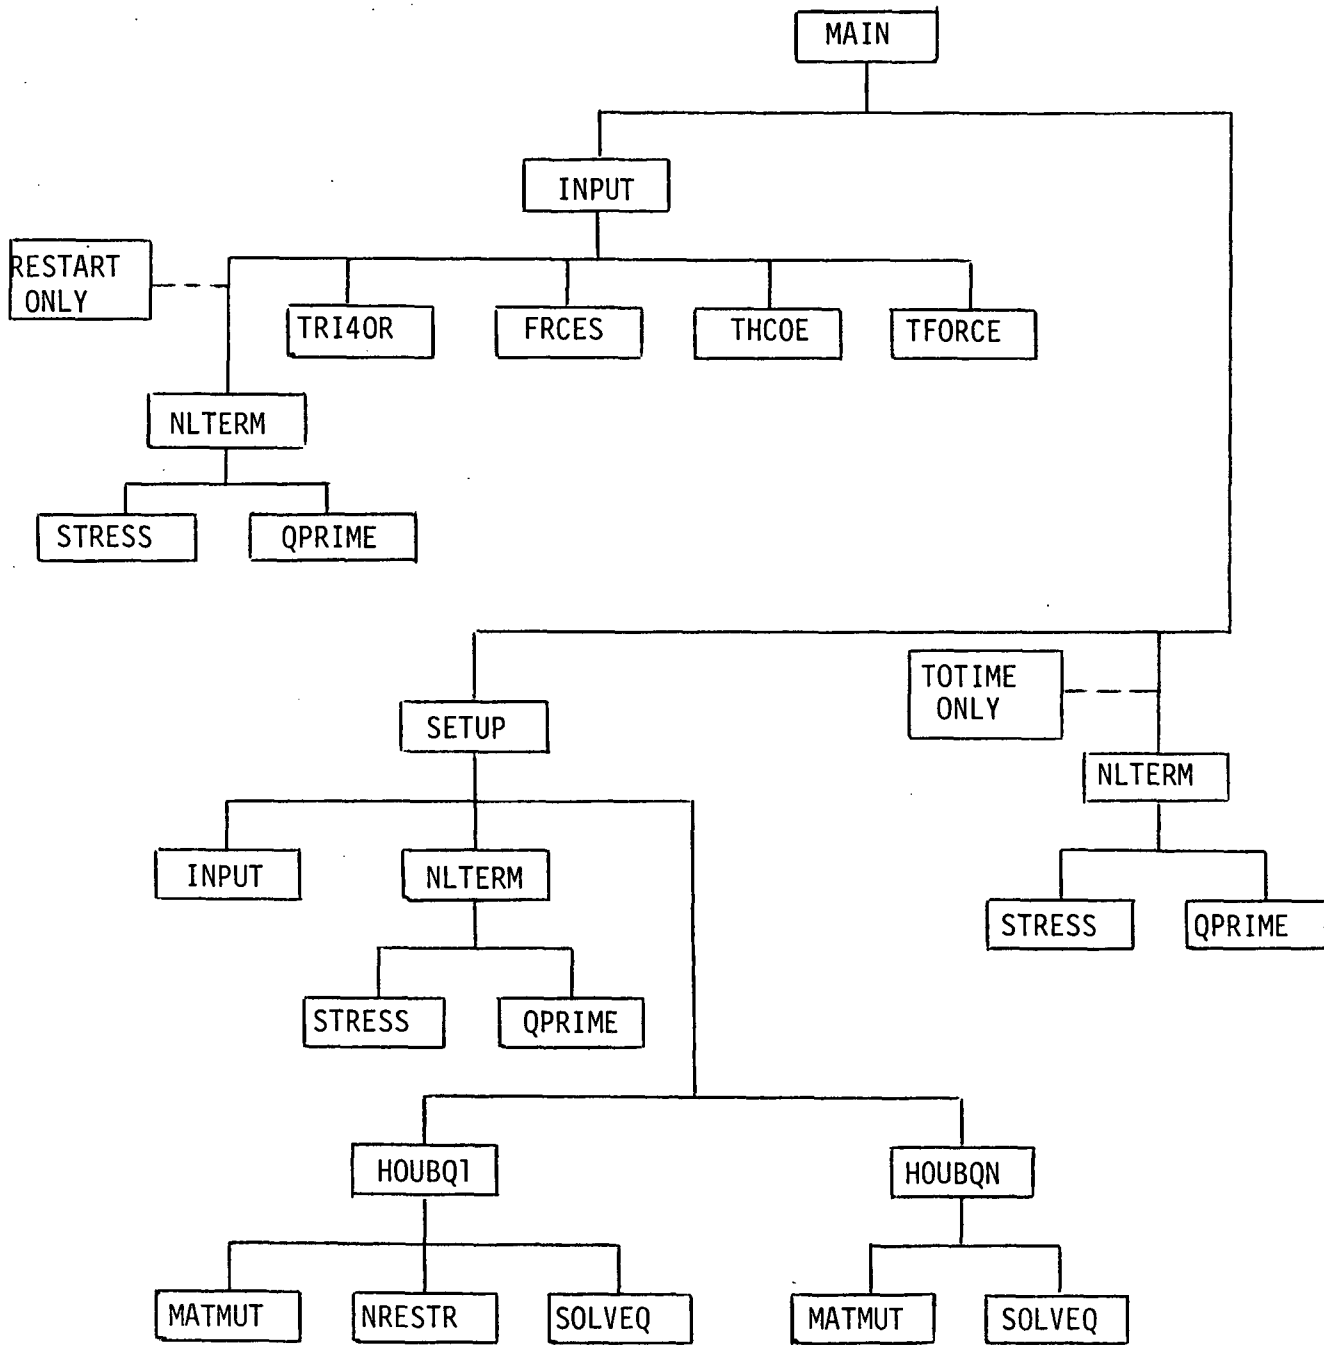 MAIN
INPUT
RESTART
ONLY
TRI4OR
FRCES
THCOE
TFORCE
NLTERM
STRESS
QPRIME
TOTIME
ONLY
SETUP
NLTERM
INPUT
NLTERM
STRESS
QPRIME
STRESS
QPRIME
HOUBQ1
HOUBQN
MATMUT
NRESTR
SOLVEQ
MATMUT
SOLVEQ